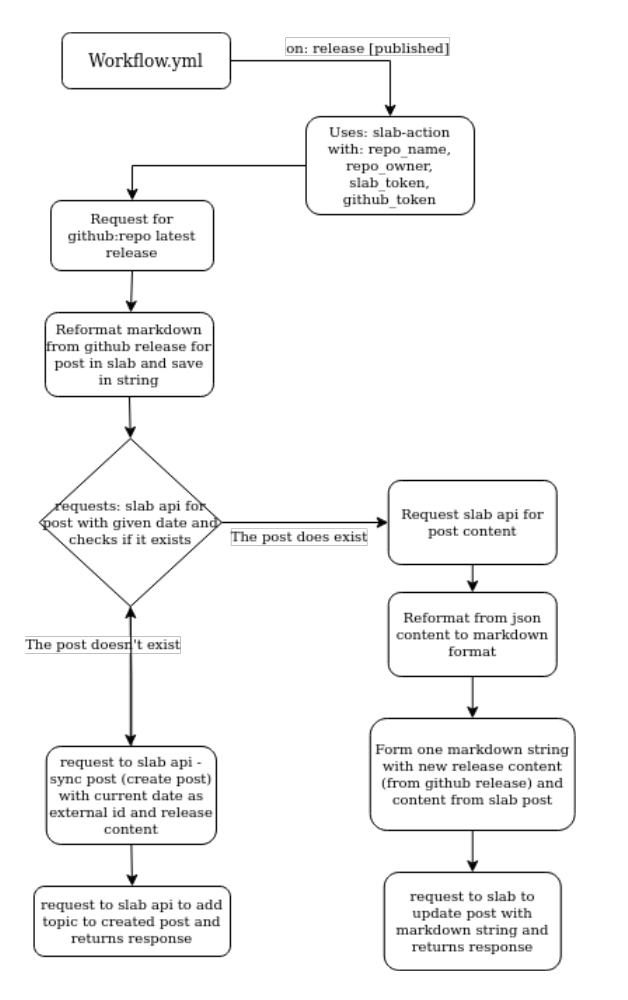 Workflow.yml
on: release [published]
Uses: slab-action
with: repo_name,
repo_owner,
slab_token,
github_token
Request for
github:repo latest
release
Reformat markdown
from github release for
post in slab and save
in string
requests: slab api for
post with given date and
checks if it exists
The post does exist
Request slab api for
post content
Reformat from json
content to markdown
format
Form one markdown string
with new release content
(from github release) and
content from slab post
request to slab to
update post with
markdown string and
returns response
The post doesn't exist
request to slab api -
sync post (create post)
with current date as
external id and release
content
request to slab api to add
topic to created post and
returns response